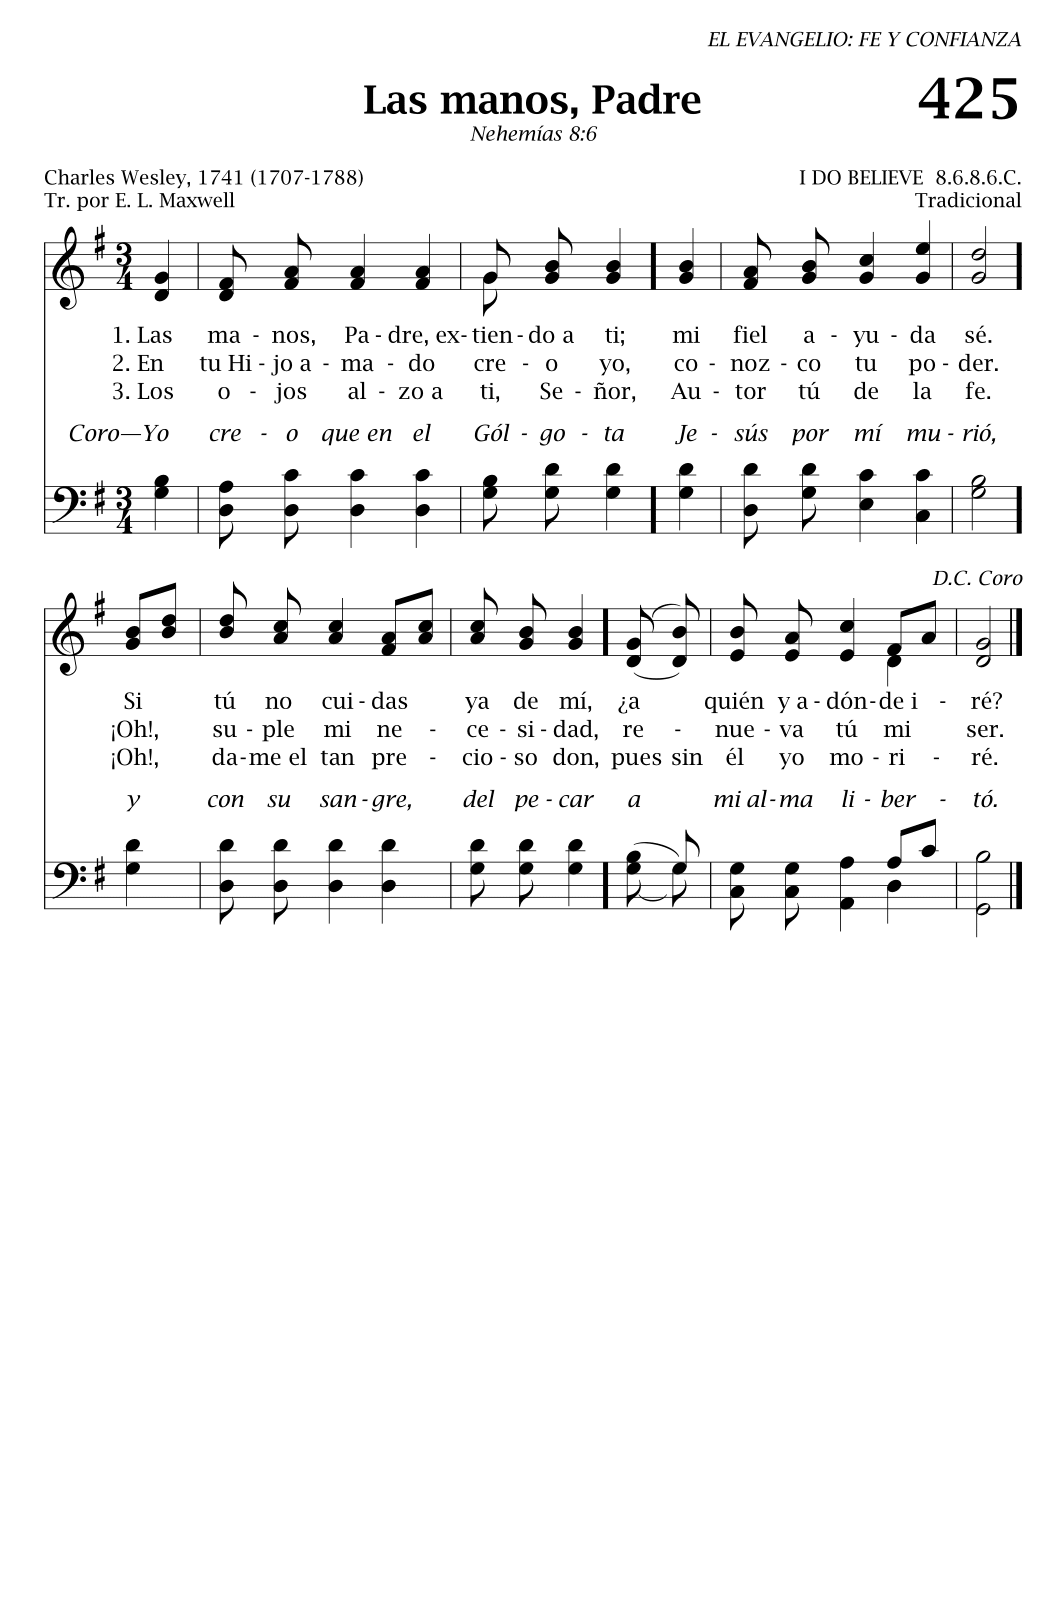 EL EVANGELIO: FE Y CONFIANZA
Las manos, Padre
425
Nehemías 8:6
Charles Wesley, 1741 (1707-1788)
I DO BELIEVE 8.6.8.6.C.
Tr. por E. L. Maxwell
Tradicional
1. Las ma - nos, Pa - dre, ex - tien - do a ti; mi fiel a - yu - da sé.
2. En tu Hi - jo a - ma - do cre - o yo, co - noz - co tu po - der.
3. Los o - jos al - zo a ti, Se - ñor, Au - tor tú de la fe.
Coro—Yo cre - o que en el Gól - go - ta Je - sús por mí mu - rió,
D.C. Coro
Si tú no cui - das ya de mí, ¿a quién y a - dón - de i - ré?
¡Oh!, su - ple mi ne - ce - si - dad, re - nue - va tú mi ser.
¡Oh!, da - me el tan pre - cio - so don, pues sin él yo mo - ri - ré.
y con su san - gre, del pe - car a mi al - ma li - ber - tó.